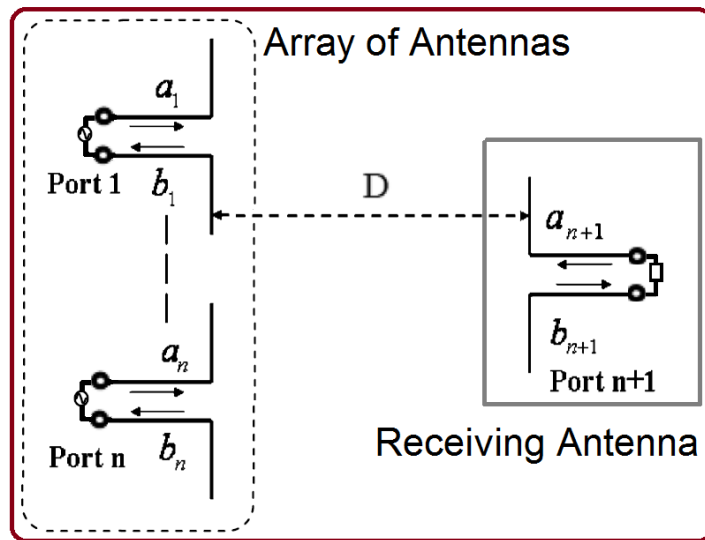 Array of Antennas
a₁
Port 1
b₁
D
aₙ₊₁
bₙ₊₁
Port n+1
aₙ
Port n
bₙ
Receiving Antenna